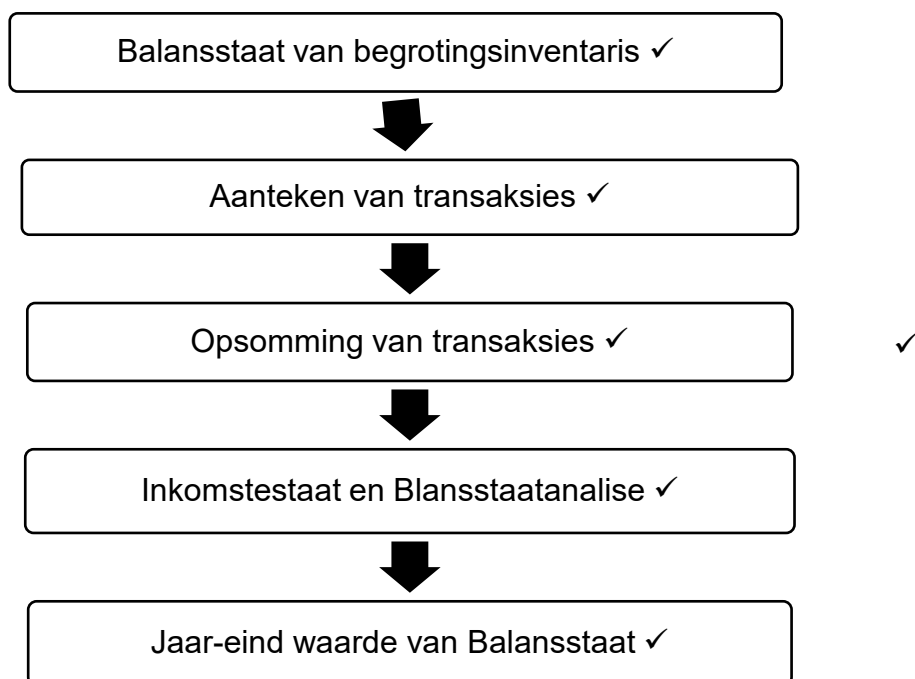 Balansstaat van begrotingsinventaris ✓
Aanteken van transaksies ✓
Opsomming van transaksies ✓ ✓
Inkomstestaat en Blansstaatanalise ✓
Jaar-eind waarde van Balansstaat ✓